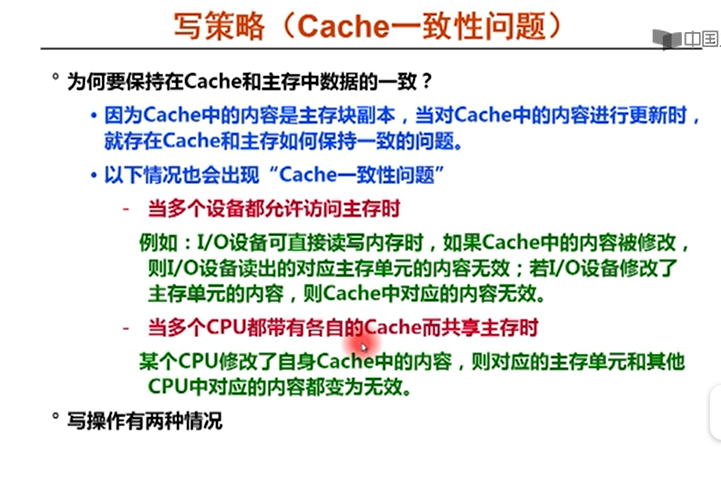 写策略（Cache一致性问题）
中国
° 为何要保持在Cache和主存中数据的一致？
• 因为Cache中的内容是主存块副本，当对Cache中的内容进行更新时，
就存在Cache和主存如何保持一致的问题。
• 以下情况也会出现“Cache一致性问题”
- 当多个设备都允许访问主存时
例如：I/O设备可直接读写内存时，如果Cache中的内容被修改，
则I/O设备读出的对应主存单元的内容无效；若I/O设备修改了
主存单元的内容，则Cache中对应的内容无效。
- 当多个CPU都带有各自的Cache而共享主存时
某个CPU修改了自身Cache中的内容，则对应的主存单元和其他
CPU中对应的内容都变为无效。
° 写操作有两种情况